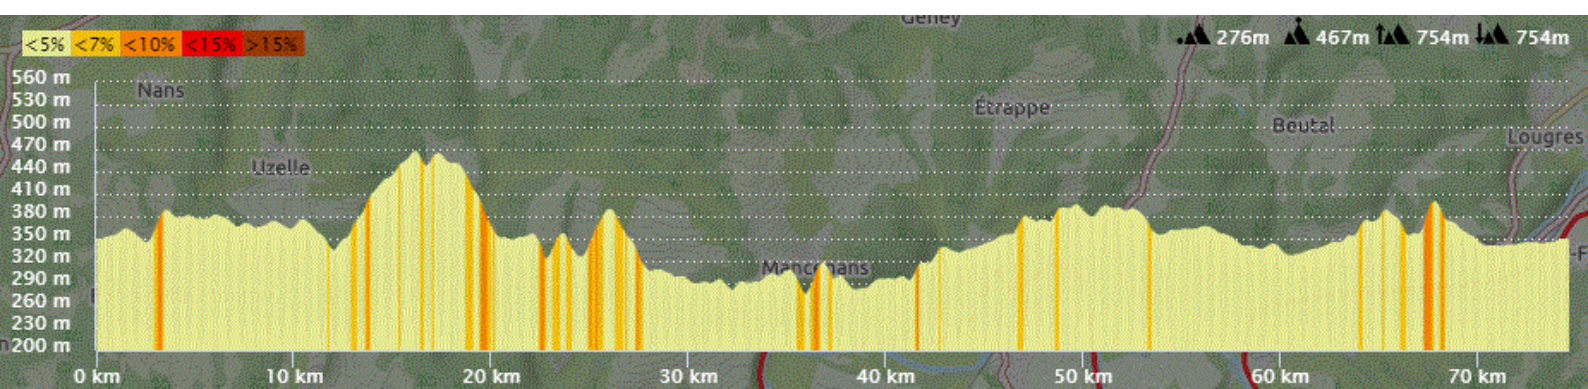 Geney
<5% <7% <10% <15% >15%
276m 467m 754m 754m
560 m
530 m
500 m
470 m
440 m
410 m
380 m
350 m
320 m
290 m
260 m
230 m
200 m
Nans
Étrappe
Beutal
Lougres
Uzelle
Mancenans
0 km 10 km 20 km 30 km 40 km 50 km 60 km 70 km